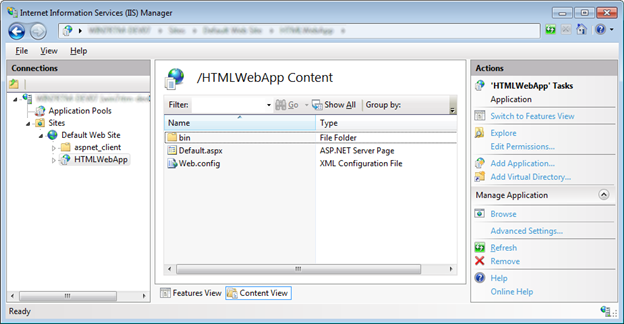 Internet Information Services (IIS) Manager
Sites
Default Web Site
HTMLWebApp
File View Help
Connections
Application Pools
Sites
Default Web Site
aspnet_client
HTMLWebApp
/HTMLWebApp Content
Filter: Go Show All Group by:
Name Type
bin File Folder
Default.aspx ASP.NET Server Page
Web.config XML Configuration File
Features View Content View
Actions
'HTMLWebApp' Tasks
Application
Switch to Features View
Explore
Edit Permissions...
Add Application...
Add Virtual Directory...
Manage Application
Browse
Advanced Settings...
Refresh
Remove
Help
Online Help
Ready